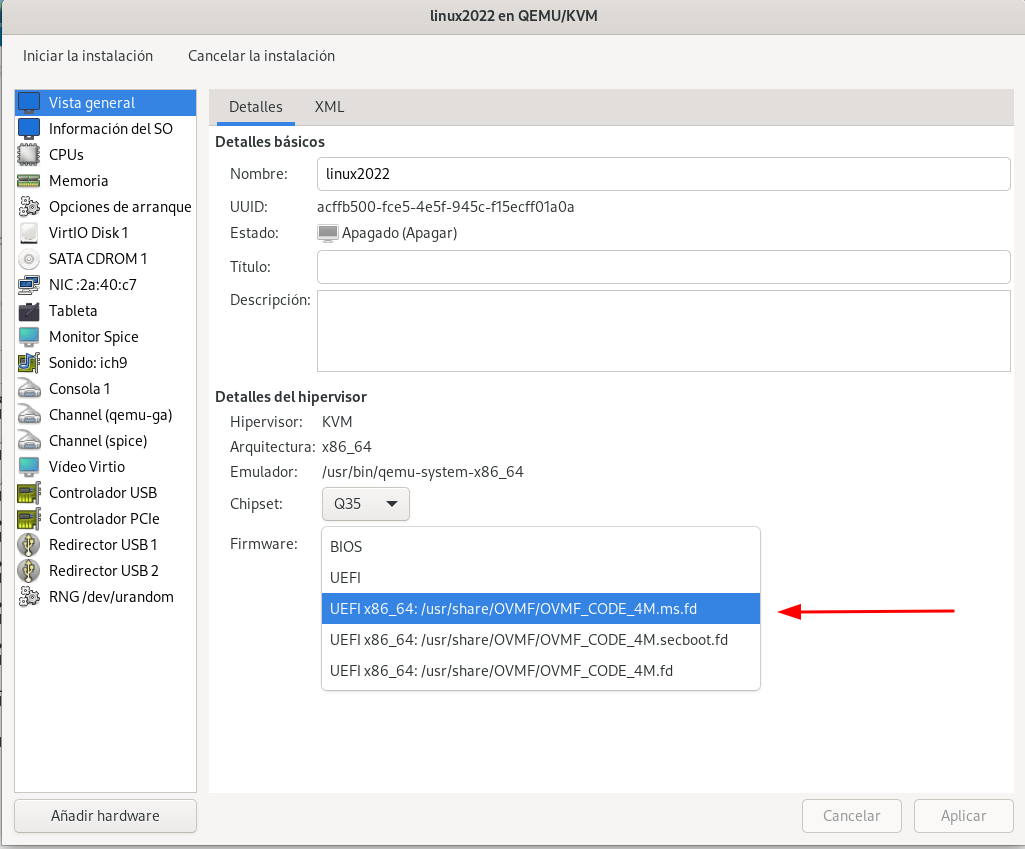 linux2022 en QEMU/KVM
Iniciar la instalación Cancelar la instalación
Vista general
Información del SO
CPUs
Memoria
Opciones de arranque
VirtIO Disk 1
SATA CDROM 1
NIC :2a:40:c7
Tableta
Monitor Spice
Sonido: ich9
Consola 1
Channel (qemu-ga)
Channel (spice)
Vídeo Virtio
Controlador USB
Controlador PCIe
Redirector USB 1
Redirector USB 2
RNG /dev/urandom
Añadir hardware
Detalles XML
Detalles básicos
Nombre: linux2022
UUID: acffb500-fce5-4e5f-945c-f15ecff01a0a
Estado: Apagado (Apagar)
Título:
Descripción:
Detalles del hipervisor
Hipervisor: KVM
Arquitectura: x86_64
Emulador: /usr/bin/qemu-system-x86_64
Chipset: Q35
Firmware:
BIOS
UEFI
UEFI x86_64: /usr/share/OVMF/OVMF_CODE_4M.ms.fd
UEFI x86_64: /usr/share/OVMF/OVMF_CODE_4M.secboot.fd
UEFI x86_64: /usr/share/OVMF/OVMF_CODE_4M.fd
Cancelar Aplicar